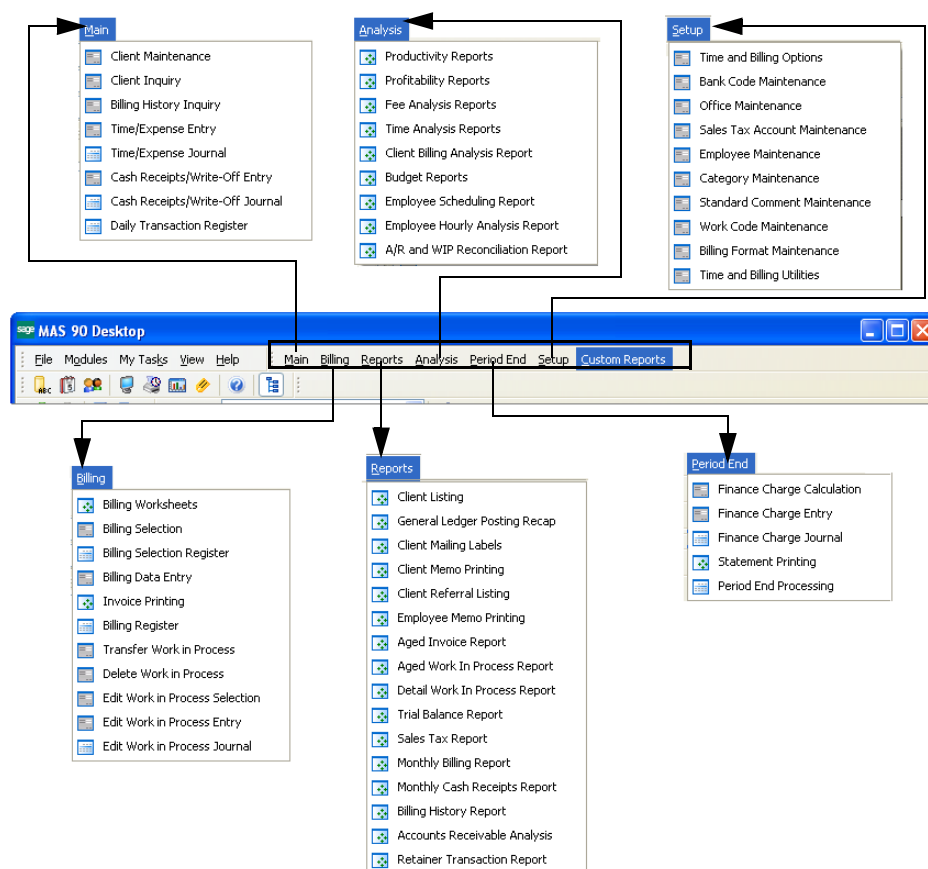 Main
Client Maintenance
Client Inquiry
Billing History Inquiry
Time/Expense Entry
Time/Expense Journal
Cash Receipts/Write-Off Entry
Cash Receipts/Write-Off Journal
Daily Transaction Register
Analysis
Productivity Reports
Profitability Reports
Fee Analysis Reports
Time Analysis Reports
Client Billing Analysis Report
Budget Reports
Employee Scheduling Report
Employee Hourly Analysis Report
A/R and WIP Reconciliation Report
Setup
Time and Billing Options
Bank Code Maintenance
Office Maintenance
Sales Tax Account Maintenance
Employee Maintenance
Category Maintenance
Standard Comment Maintenance
Work Code Maintenance
Billing Format Maintenance
Time and Billing Utilities
sage MAS 90 Desktop
File Modules My Tasks View Help Main Billing Reports Analysis Period End Setup Custom Reports
ABC
Billing
Billing Worksheets
Billing Selection
Billing Selection Register
Billing Data Entry
Invoice Printing
Billing Register
Transfer Work in Process
Delete Work in Process
Edit Work in Process Selection
Edit Work in Process Entry
Edit Work in Process Journal
Reports
Client Listing
General Ledger Posting Recap
Client Mailing Labels
Client Memo Printing
Client Referral Listing
Employee Memo Printing
Aged Invoice Report
Aged Work In Process Report
Detail Work In Process Report
Trial Balance Report
Sales Tax Report
Monthly Billing Report
Monthly Cash Receipts Report
Billing History Report
Accounts Receivable Analysis
Retainer Transaction Report
Period End
Finance Charge Calculation
Finance Charge Entry
Finance Charge Journal
Statement Printing
Period End Processing